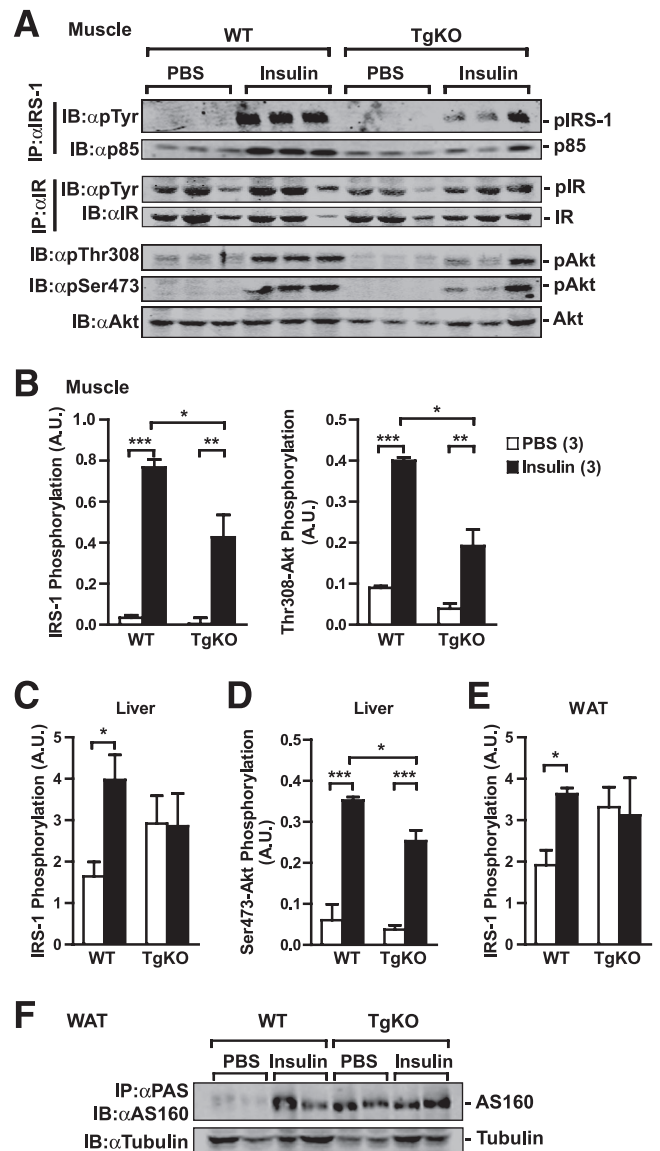 A Muscle
WT TgKO
PBS Insulin PBS Insulin
IP:αIRS-1
IB:αpTyr - pIRS-1
IB:αp85 - p85
IP:αIR
IB:αpTyr - pIR
IB:αIR - IR
IB:αpThr308 - pAkt
IB:αpSer473 - pAkt
IB:αAkt - Akt
B Muscle
IRS-1 Phosphorylation (A.U.)
1.0
0.8
0.6
0.4
0.2
0.0
*
*** **
WT TgKO
Thr308-Akt Phosphorylation
(A.U.)
0.5
0.4
0.3
0.2
0.1
0.0
*
*** **
WT TgKO
PBS (3)
Insulin (3)
C Liver
IRS-1 Phosphorylation (A.U.)
5
4
3
2
1
0
*
WT TgKO
D Liver
Ser473-Akt Phosphorylation
(A.U.)
0.5
0.4
0.3
0.2
0.1
0.0
*
*** ***
WT TgKO
E WAT
IRS-1 Phosphorylation (A.U.)
5
4
3
2
1
0
*
WT TgKO
F WAT
WT TgKO
PBS Insulin PBS Insulin
IP:αPAS
IB:αAS160 - AS160
IB:αTubulin - Tubulin